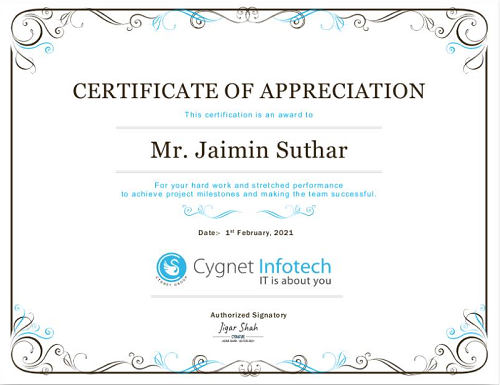 CERTIFICATE OF APPRECIATION
This certification is an award to
Mr. Jaimin Suthar
For your hard work and stretched performance
to achieve project milestones and making the team successful.
Date:- 1st February, 2021
CYGNET GROUP
Cygnet Infotech
IT is about you
Authorized Signatory
Jigar Shah